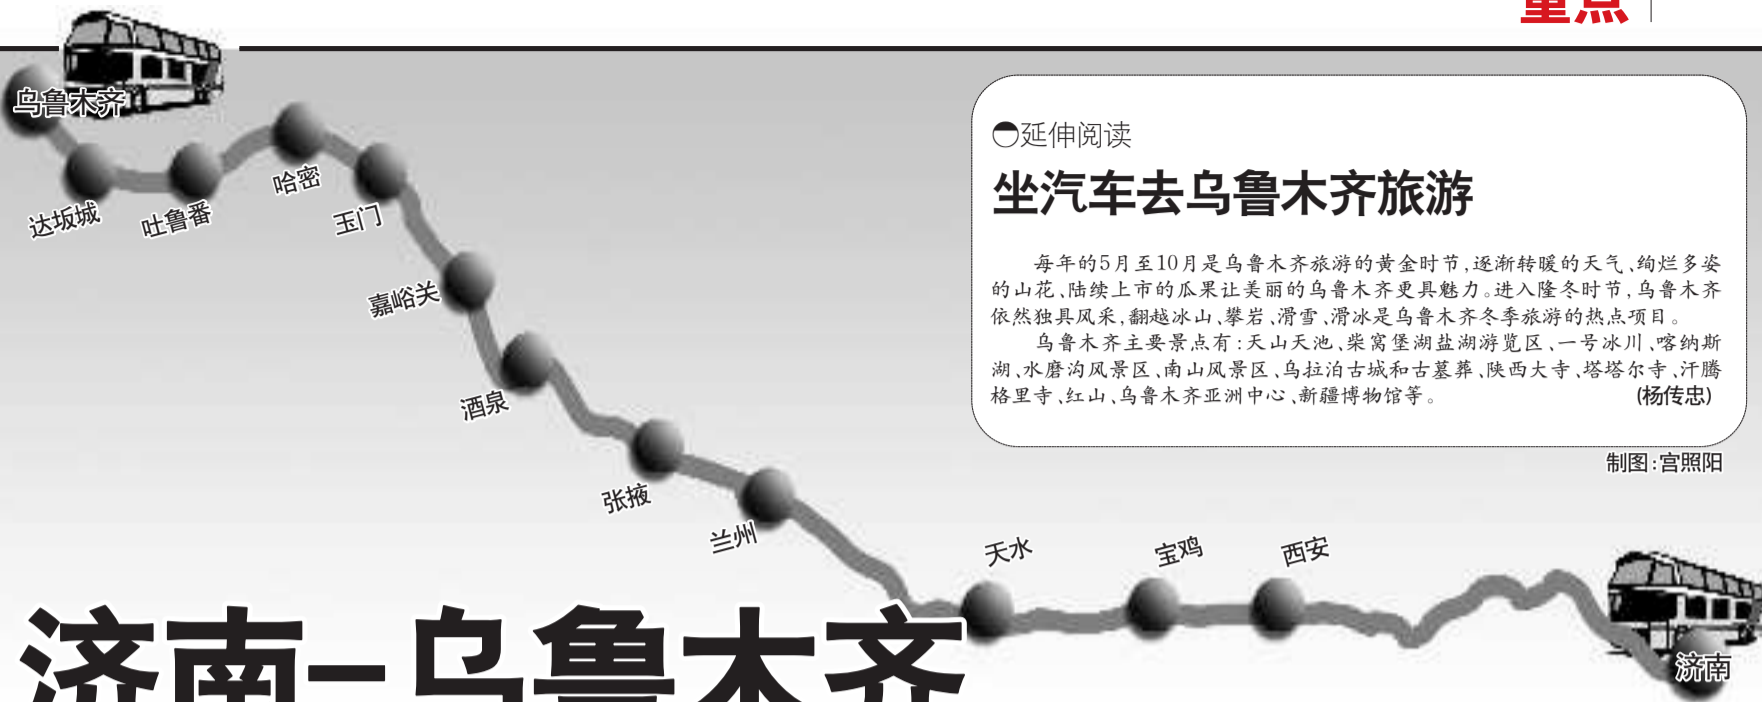 重点
乌鲁木齐
达坂城
吐鲁番
哈密
玉门
嘉峪关
酒泉
张掖
兰州
天水
宝鸡
西安
济南
延伸阅读
坐汽车去乌鲁木齐旅游
每年的5月至10月是乌鲁木齐旅游的黄金时节,逐渐转暖的天气、绚烂多姿
的山花、陆续上市的瓜果让美丽的乌鲁木齐更具魅力。进入隆冬时节,乌鲁木齐
依然独具风采,翻越冰山、攀岩、滑雪、滑冰是乌鲁木齐冬季旅游的热点项目。
乌鲁木齐主要景点有:天山天池、柴窝堡湖盐湖游览区、一号冰川、喀纳斯
湖、水磨沟风景区、南山风景区、乌拉泊古城和古墓葬、陕西大寺、塔塔尔寺、汗腾
格里寺、红山、乌鲁木齐亚洲中心、新疆博物馆等。 (杨传忠)
制图:宫照阳
济南-乌鲁木齐